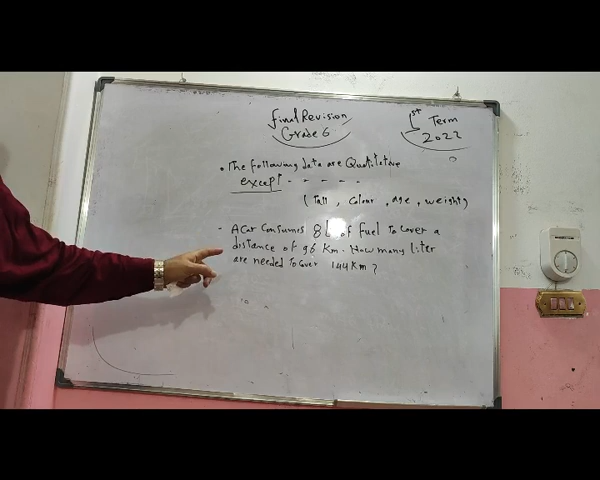 Final Revision
Grade 6
1st Term
2022
• The following data are Qualitative
except - - - - -
( Tall , Colour , age , weight )
- A Car Consumes 8 L of fuel to cover a
distance of 96 Km. How many liter
are needed to cover 144 Km ?